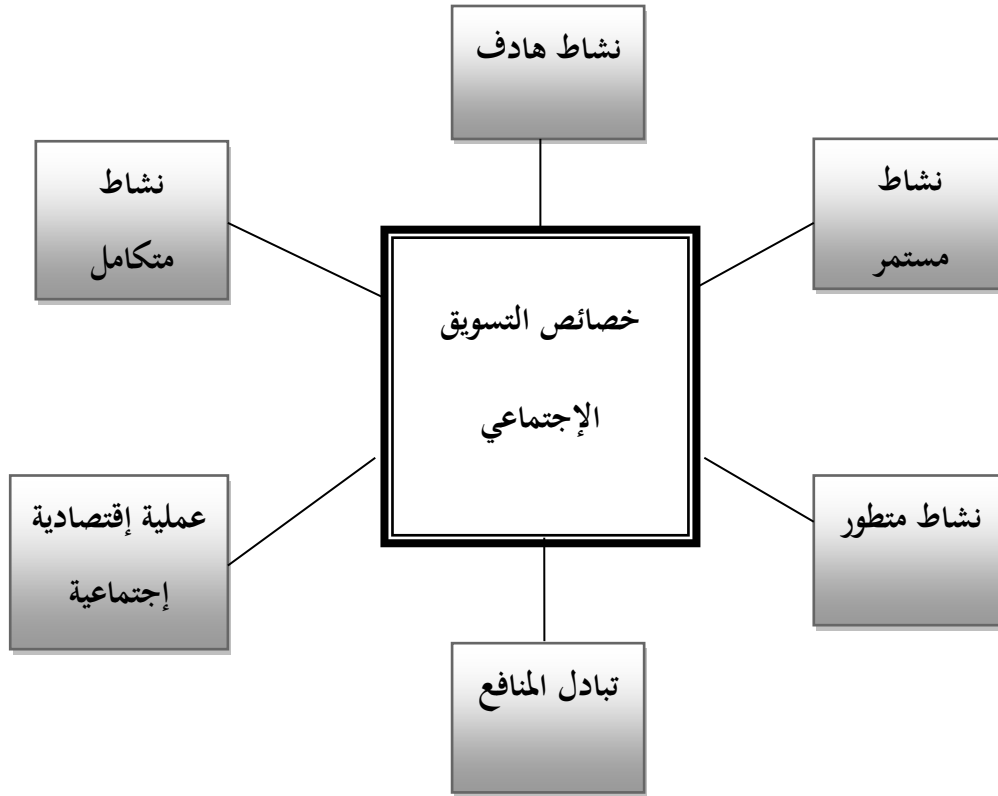 نشاط هادف
نشاط
مستمر
نشاط
متكامل
خصائص التسويق
الإجتماعي
نشاط متطور
عملية إقتصادية
إجتماعية
تبادل المنافع